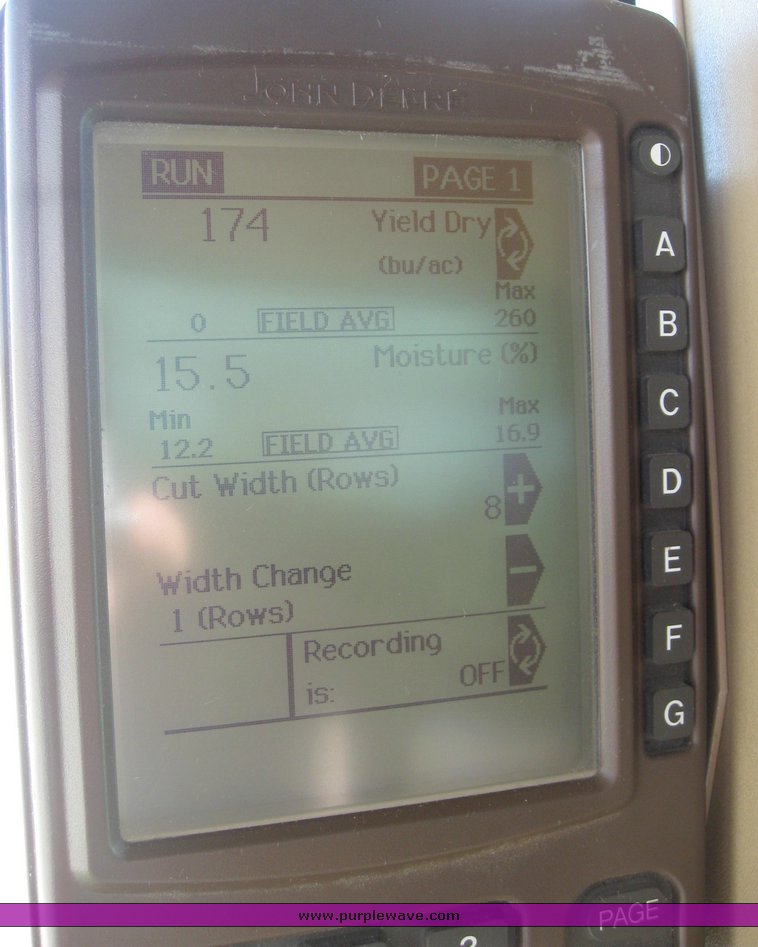 JOHN DEERE
RUN PAGE 1
174 Yield Dry
(bu/ac)
Max
0 FIELD AVG 260
15.5 Moisture (%)
Min Max
12.2 FIELD AVG 16.9
Cut Width (Rows)
8 +
Width Change –
1 (Rows)
Recording
is: OFF
A
B
C
D
E
F
G
PAGE
www.purplewave.com
2